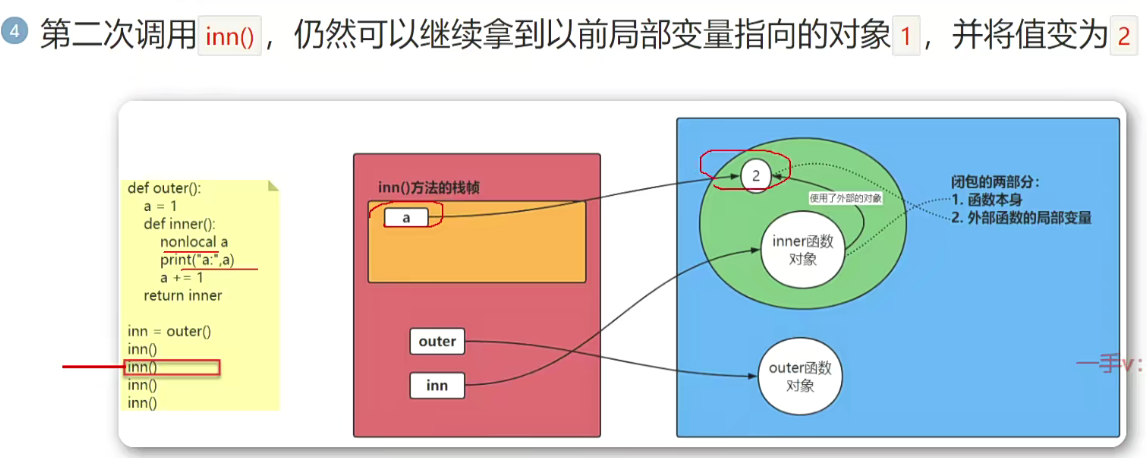 4 第二次调用 inn() ，仍然可以继续拿到以前局部变量指向的对象 1 ，并将值变为 2
def outer():
a = 1
def inner():
nonlocal a
print("a:",a)
a += 1
return inner
inn = outer()
inn()
inn()
inn()
inn()
inn()方法的栈帧
a
outer
inn
2
使用了外部的对象
inner函数
对象
outer函数
对象
闭包的两部分：
1. 函数本身
2. 外部函数的局部变量
一手v: